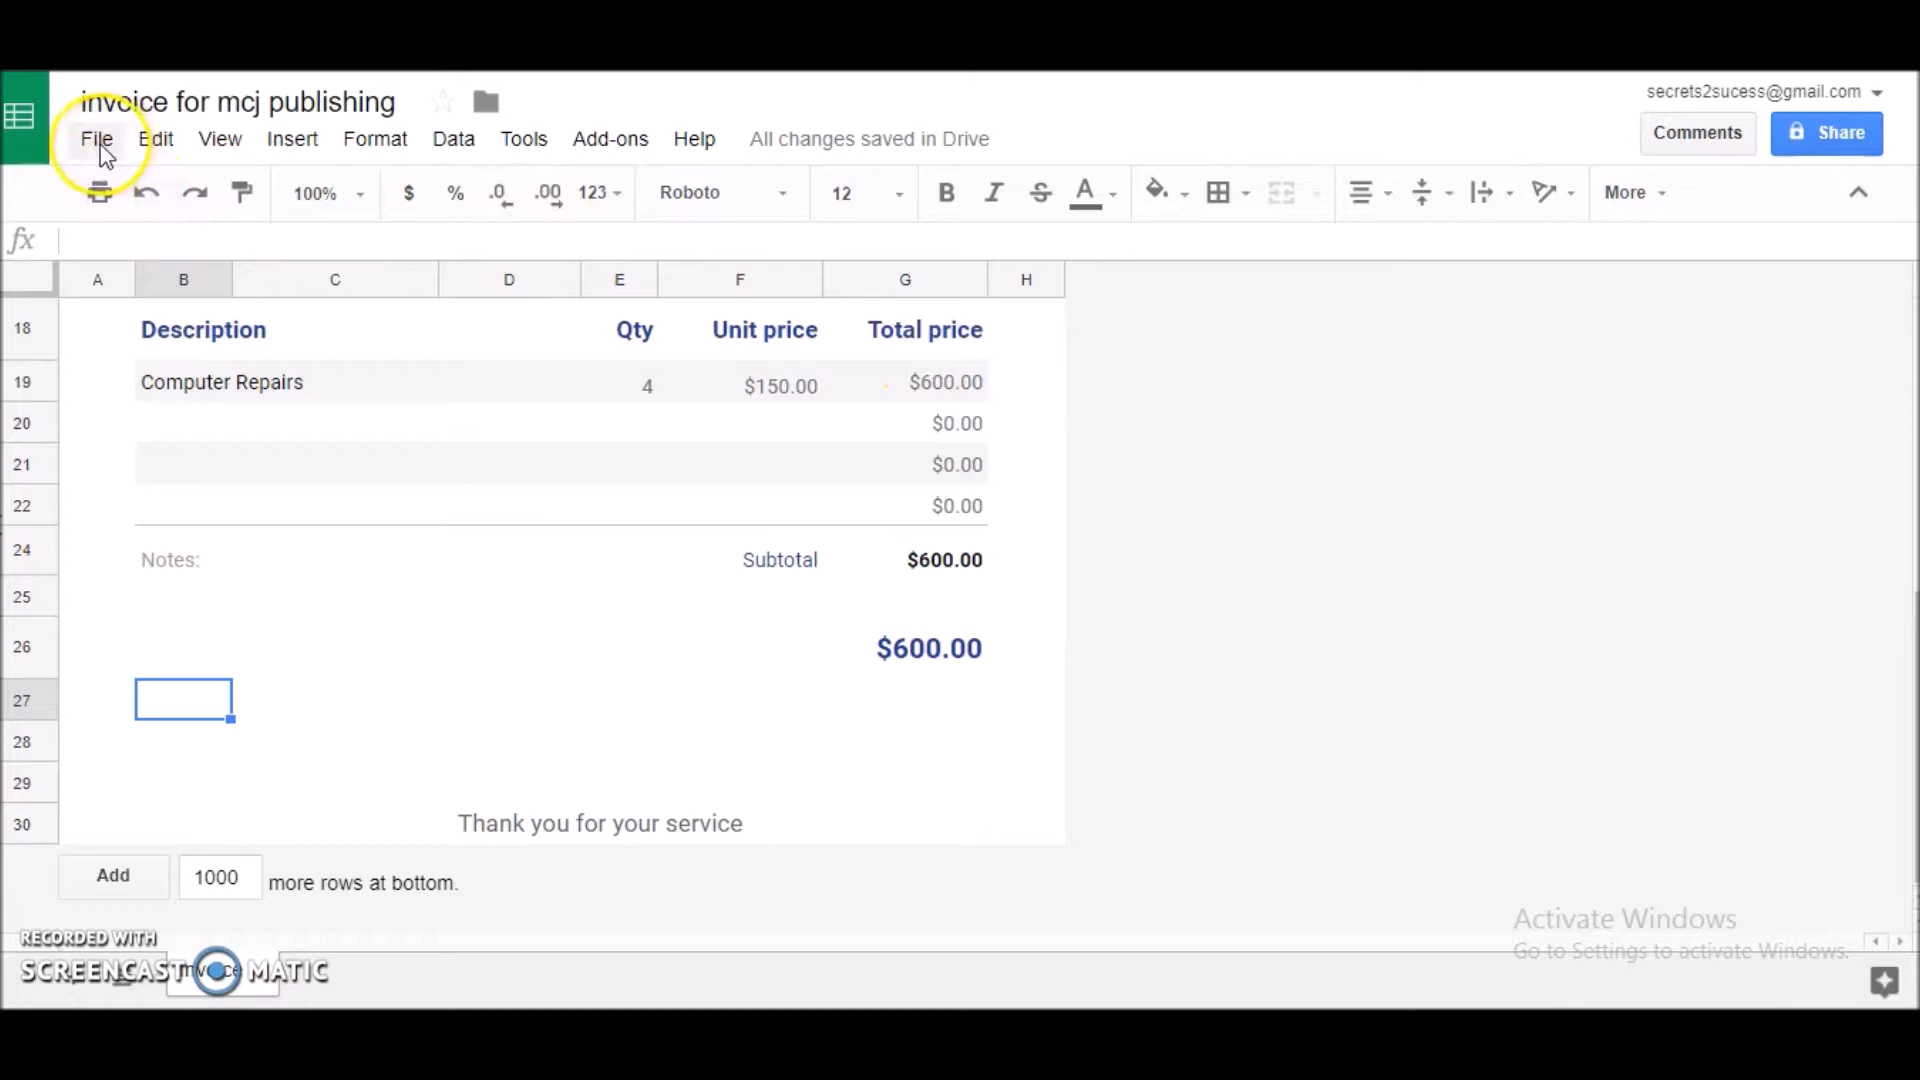 invoice for mcj publishing
secrets2sucess@gmail.com
File Edit View Insert Format Data Tools Add-ons Help All changes saved in Drive
Comments Share
100% $ % .0 .00 123 Roboto 12 B I S A More
fx
A B C D E F G H
18 Description Qty Unit price Total price
19 Computer Repairs 4 $150.00 $600.00
20 $0.00
21 $0.00
22 $0.00
24 Notes: Subtotal $600.00
25
26 $600.00
27
28
29
30 Thank you for your service
Add 1000 more rows at bottom.
Activate Windows
Go to Settings to activate Windows.
RECORDED WITH
SCREENCAST MATIC